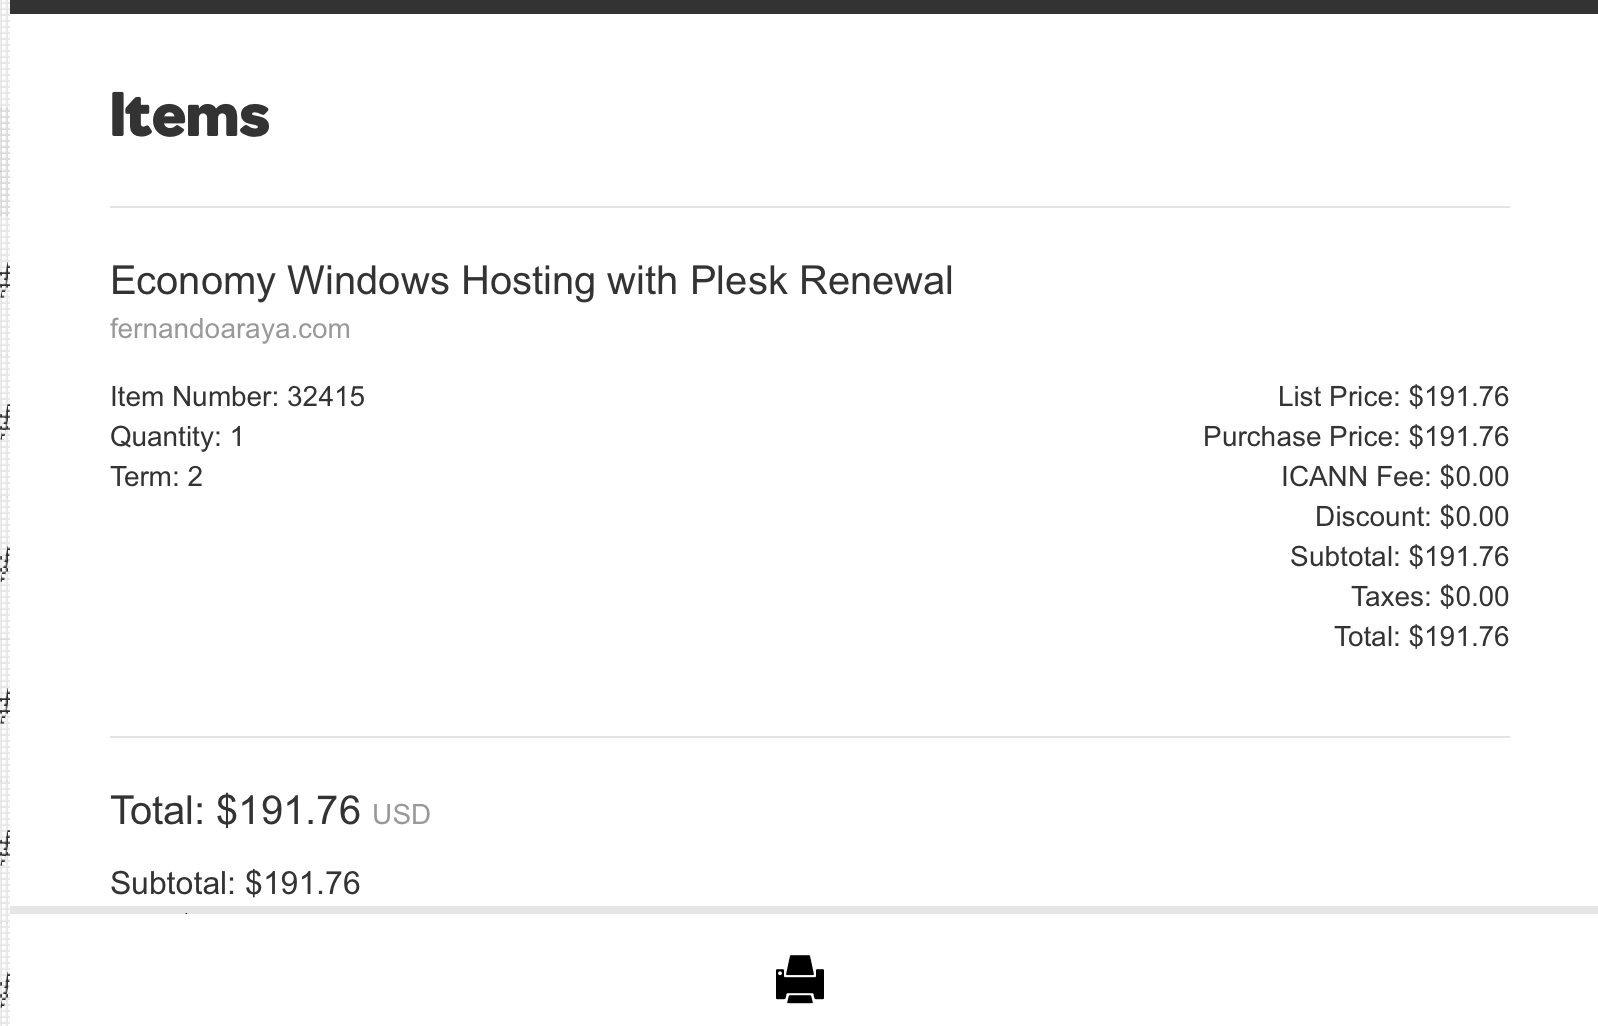 Items
Economy Windows Hosting with Plesk Renewal
fernandoaraya.com
Item Number: 32415
Quantity: 1
Term: 2
List Price: $191.76
Purchase Price: $191.76
ICANN Fee: $0.00
Discount: $0.00
Subtotal: $191.76
Taxes: $0.00
Total: $191.76
Total: $191.76 USD
Subtotal: $191.76